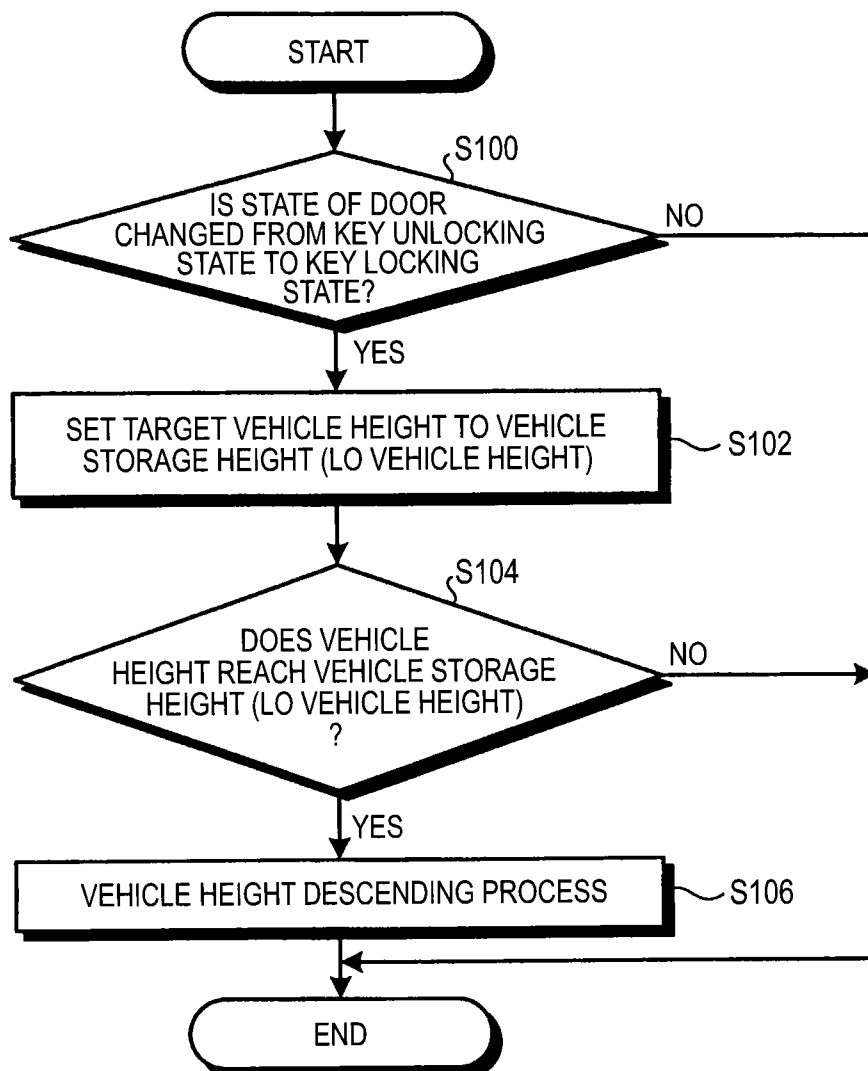 START
S100
IS STATE OF DOOR
CHANGED FROM KEY UNLOCKING
STATE TO KEY LOCKING
STATE?
NO
YES
SET TARGET VEHICLE HEIGHT TO VEHICLE
STORAGE HEIGHT (LO VEHICLE HEIGHT)
S102
S104
DOES VEHICLE
HEIGHT REACH VEHICLE STORAGE
HEIGHT (LO VEHICLE HEIGHT)
?
NO
YES
VEHICLE HEIGHT DESCENDING PROCESS
S106
END